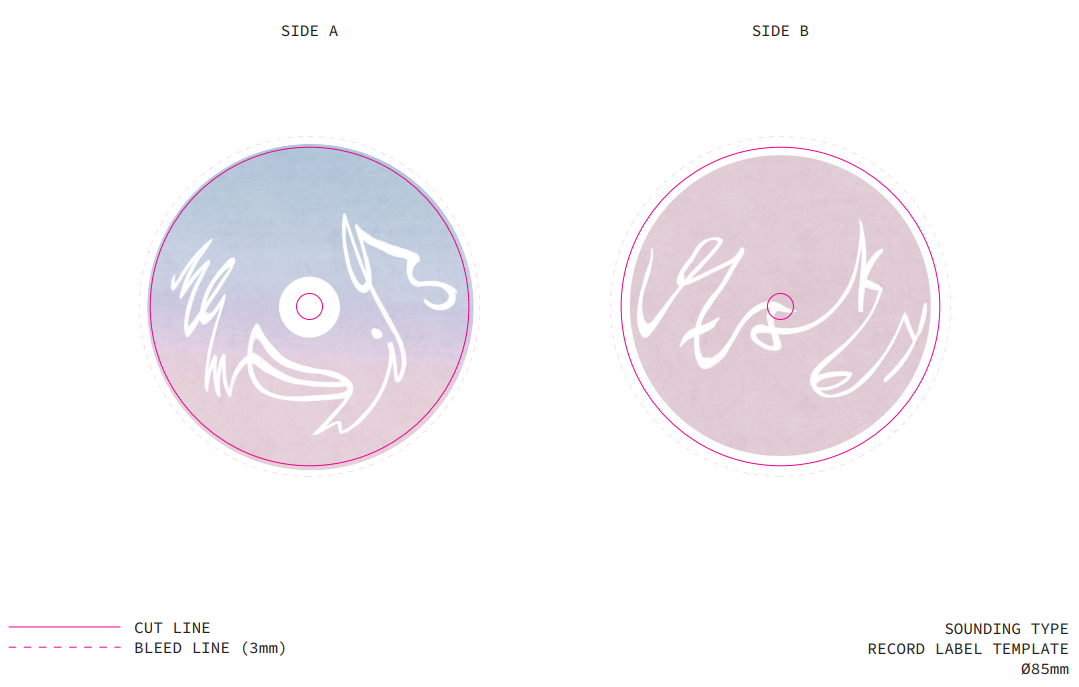 SIDE A
SIDE B
CUT LINE
BLEED LINE (3mm)
SOUNDING TYPE
RECORD LABEL TEMPLATE
Ø85mm